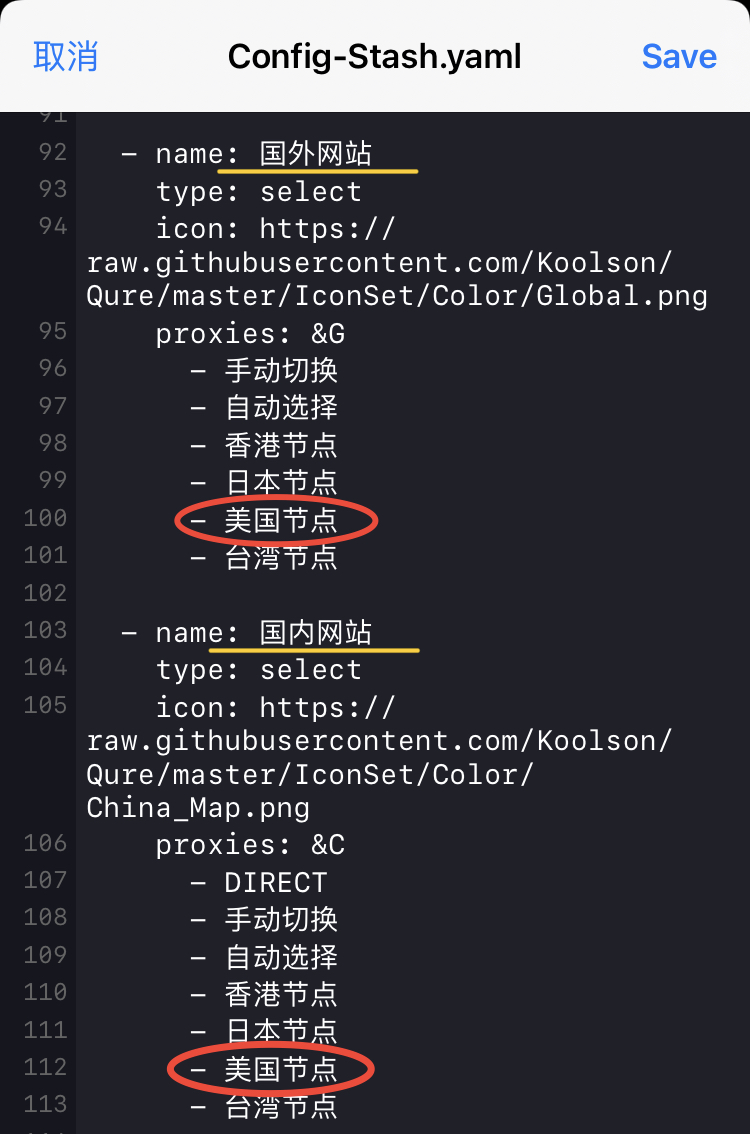 取消 Config-Stash.yaml Save
91
92 - name: 国外网站
93 type: select
94 icon: https://
raw.githubusercontent.com/Koolson/
Qure/master/IconSet/Color/Global.png
95 proxies: &G
96 - 手动切换
97 - 自动选择
98 - 香港节点
99 - 日本节点
100 - 美国节点
101 - 台湾节点
102
103 - name: 国内网站
104 type: select
105 icon: https://
raw.githubusercontent.com/Koolson/
Qure/master/IconSet/Color/
China_Map.png
106 proxies: &C
107 - DIRECT
108 - 手动切换
109 - 自动选择
110 - 香港节点
111 - 日本节点
112 - 美国节点
113 - 台湾节点